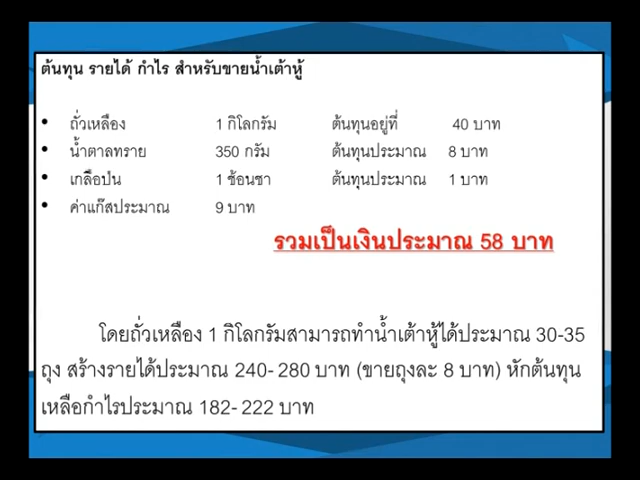 ต้นทุน รายได้ กำไร สำหรับขายน้ำเต้าหู้
• ถั่วเหลือง 1 กิโลกรัม ต้นทุนอยู่ที่ 40 บาท
• น้ำตาลทราย 350 กรัม ต้นทุนประมาณ 8 บาท
• เกลือป่น 1 ช้อนชา ต้นทุนประมาณ 1 บาท
• ค่าแก๊สประมาณ 9 บาท
รวมเป็นเงินประมาณ 58 บาท
โดยถั่วเหลือง 1 กิโลกรัมสามารถทำน้ำเต้าหู้ได้ประมาณ 30-35
ถุง สร้างรายได้ประมาณ 240- 280 บาท (ขายถุงละ 8 บาท) หักต้นทุน
เหลือกำไรประมาณ 182- 222 บาท